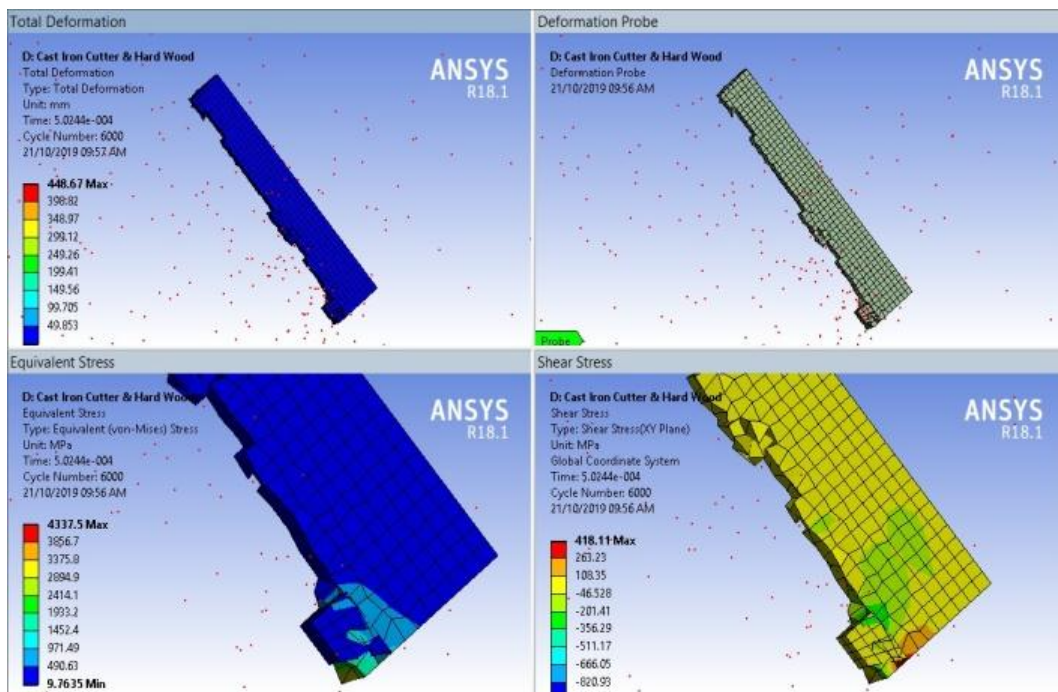 Total Deformation
D: Cast Iron Cutter & Hard Wood
Total Deformation
Type: Total Deformation
Unit: mm
Time: 5.0244e-004
Cycle Number: 6000
21/10/2019 09:57 AM
ANSYS
R18.1
448.67 Max
398.82
348.97
299.12
249.26
199.41
149.56
99.705
49.853
Deformation Probe
D: Cast Iron Cutter & Hard Wood
Deformation Probe
21/10/2019 09:56 AM
ANSYS
R18.1
Probe
Equivalent Stress
D: Cast Iron Cutter & Hard Wood
Equivalent Stress
Type: Equivalent (von-Mises) Stress
Unit: MPa
Time: 5.0244e-004
Cycle Number: 6000
21/10/2019 09:56 AM
ANSYS
R18.1
4337.5 Max
3856.7
3375.8
2894.9
2414.1
1933.2
1452.4
971.49
490.63
9.7635 Min
Shear Stress
D: Cast Iron Cutter & Hard Wood
Shear Stress
Type: Shear Stress(XY Plane)
Unit: MPa
Global Coordinate System
Time: 5.0244e-004
Cycle Number: 6000
21/10/2019 09:56 AM
ANSYS
R18.1
418.11 Max
263.23
108.35
-46.528
-201.41
-356.29
-511.17
-666.05
-820.93